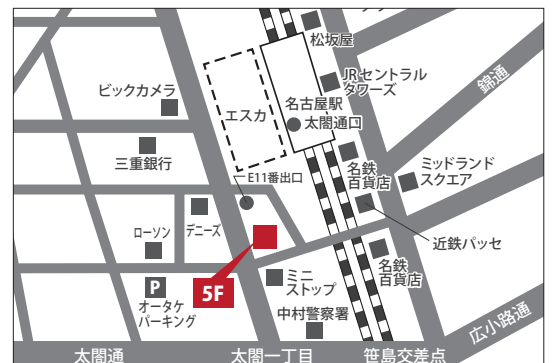 松坂屋
JRセントラル
タワーズ
錦通
ビックカメラ
エスカ
名古屋駅
太閤通口
三重銀行
E11番出口
名鉄
百貨店
ミッドランド
スクエア
ローソン
デニーズ
近鉄パッセ
名鉄
百貨店
5F
ミニ
ストップ
P
オータケ
パーキング
中村警察署
広小路通
太閤通
太閤一丁目
笹島交差点